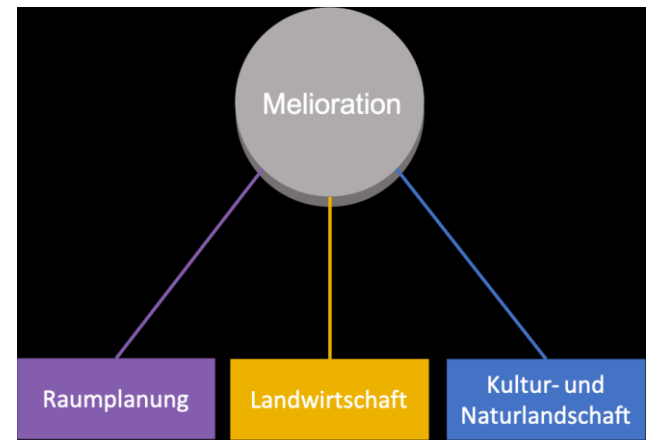 Melioration
Raumplanung
Landwirtschaft
Kultur- und
Naturlandschaft